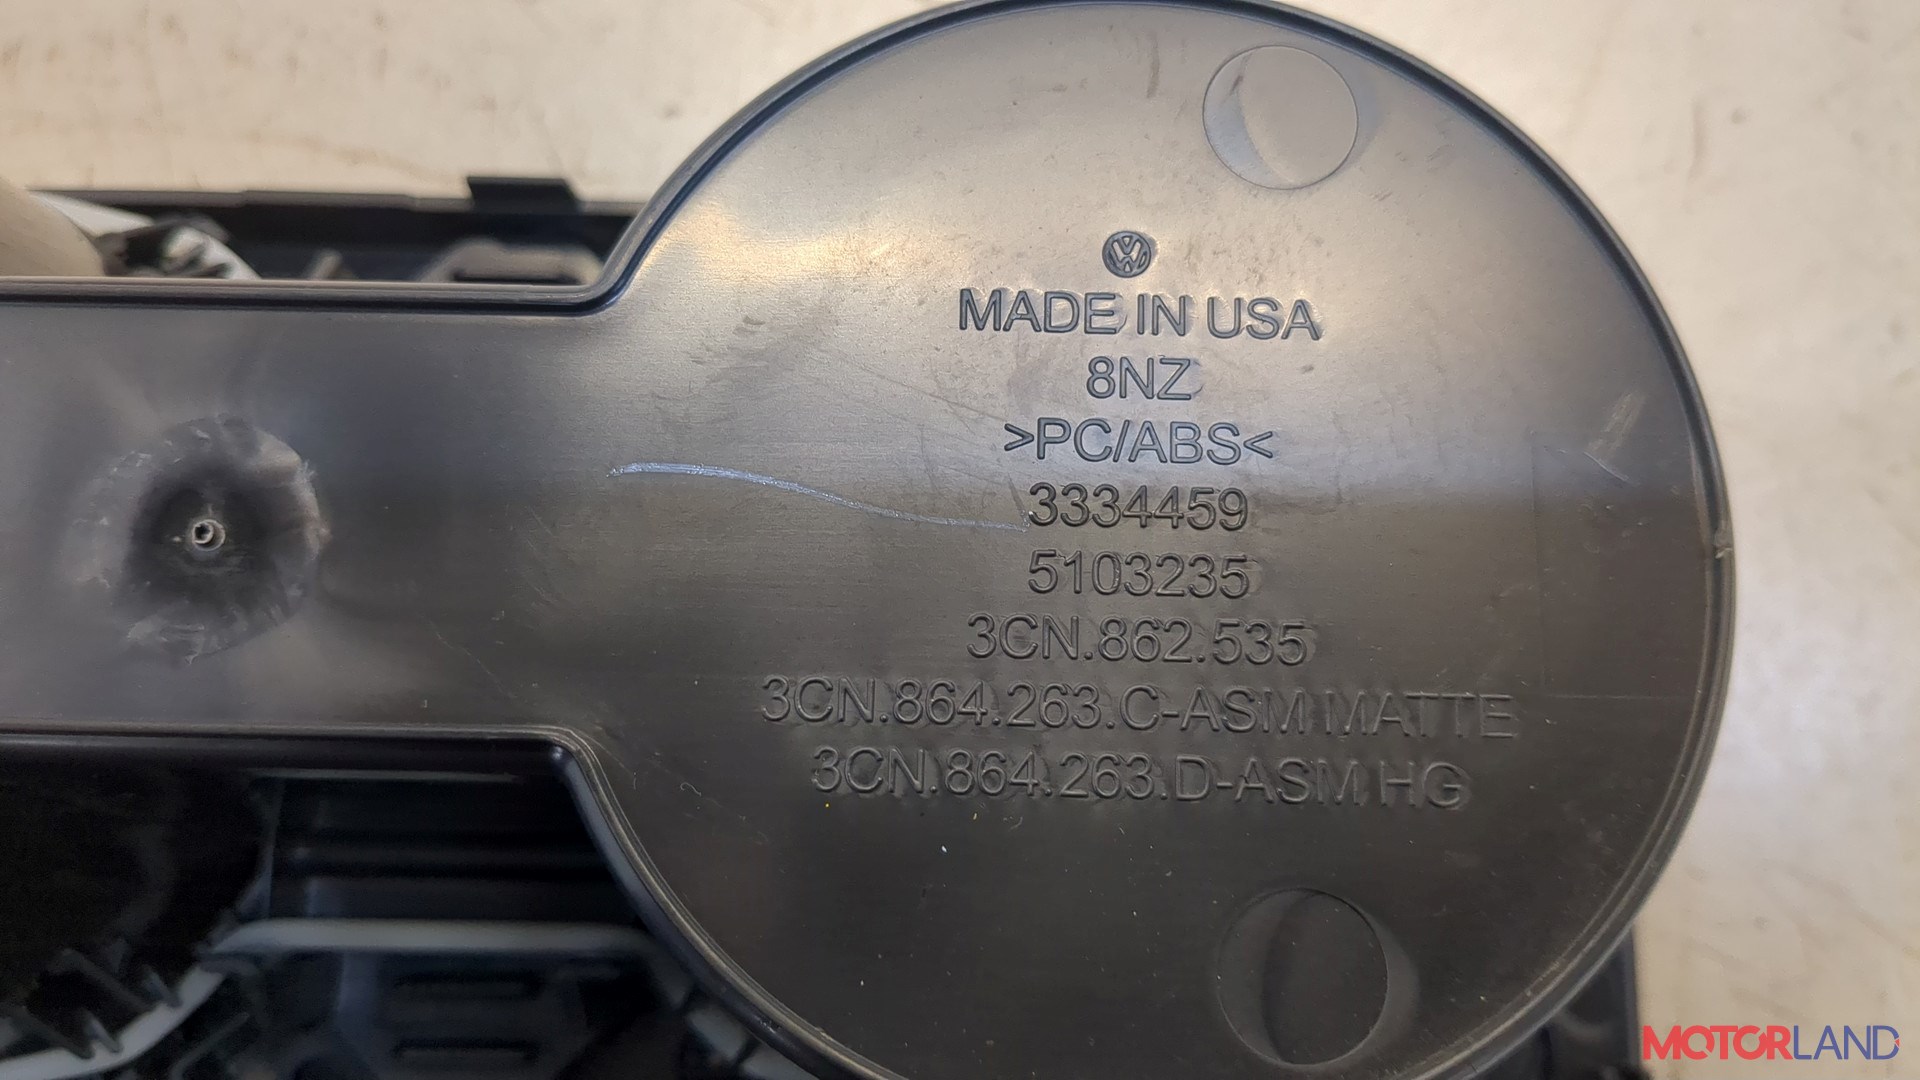 MADE IN USA
8NZ
>PC/ABS<
3334459
5103235
3CN.862.535
3CN.864.263.C-ASM MATTE
3CN.864.263.D-ASM HG
MOTORLAND